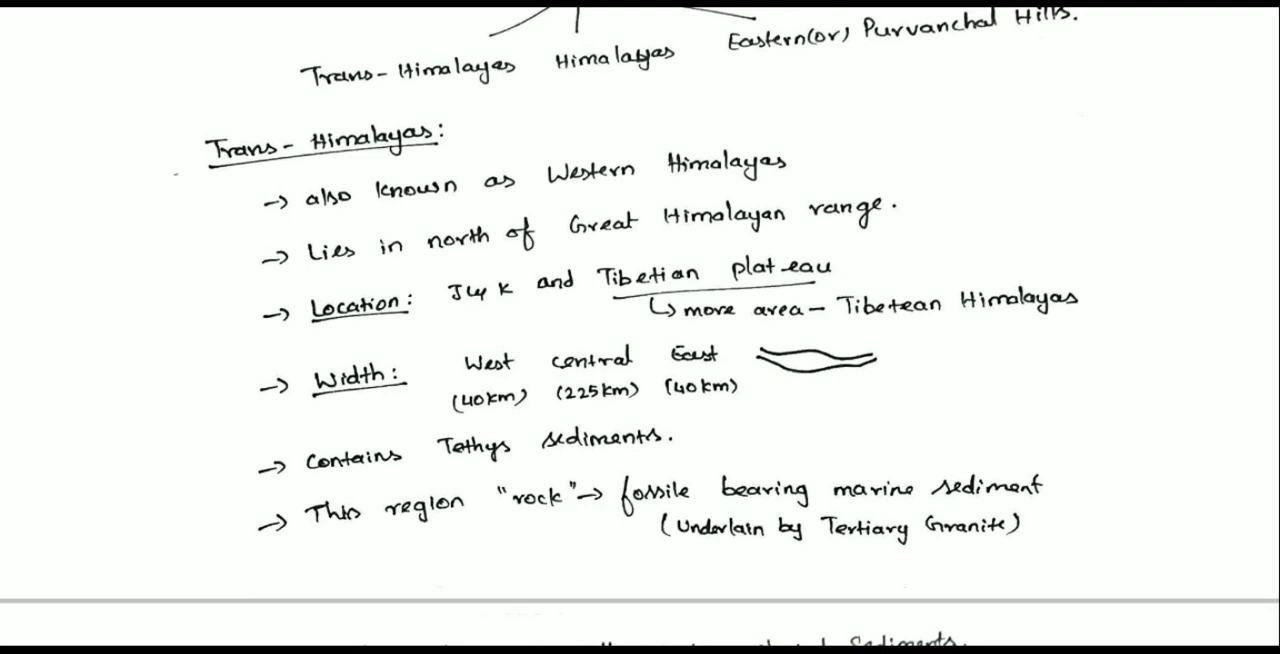 Trans-Himalayas Himalayas Eastern(or) Purvanchal Hills.
Trans-Himalayas:
→ also known as Western Himalayas
→ Lies in north of Great Himalayan range.
→ Location: J&K and Tibetian plateau
↳ more area - Tibetean Himalayas
→ Width: West central East
(40km) (225km) (40km)
→ contains Tethys sediments.
→ This region "rock" → fossile bearing marine sediment
(Underlain by Tertiary Granite)
Sediments.